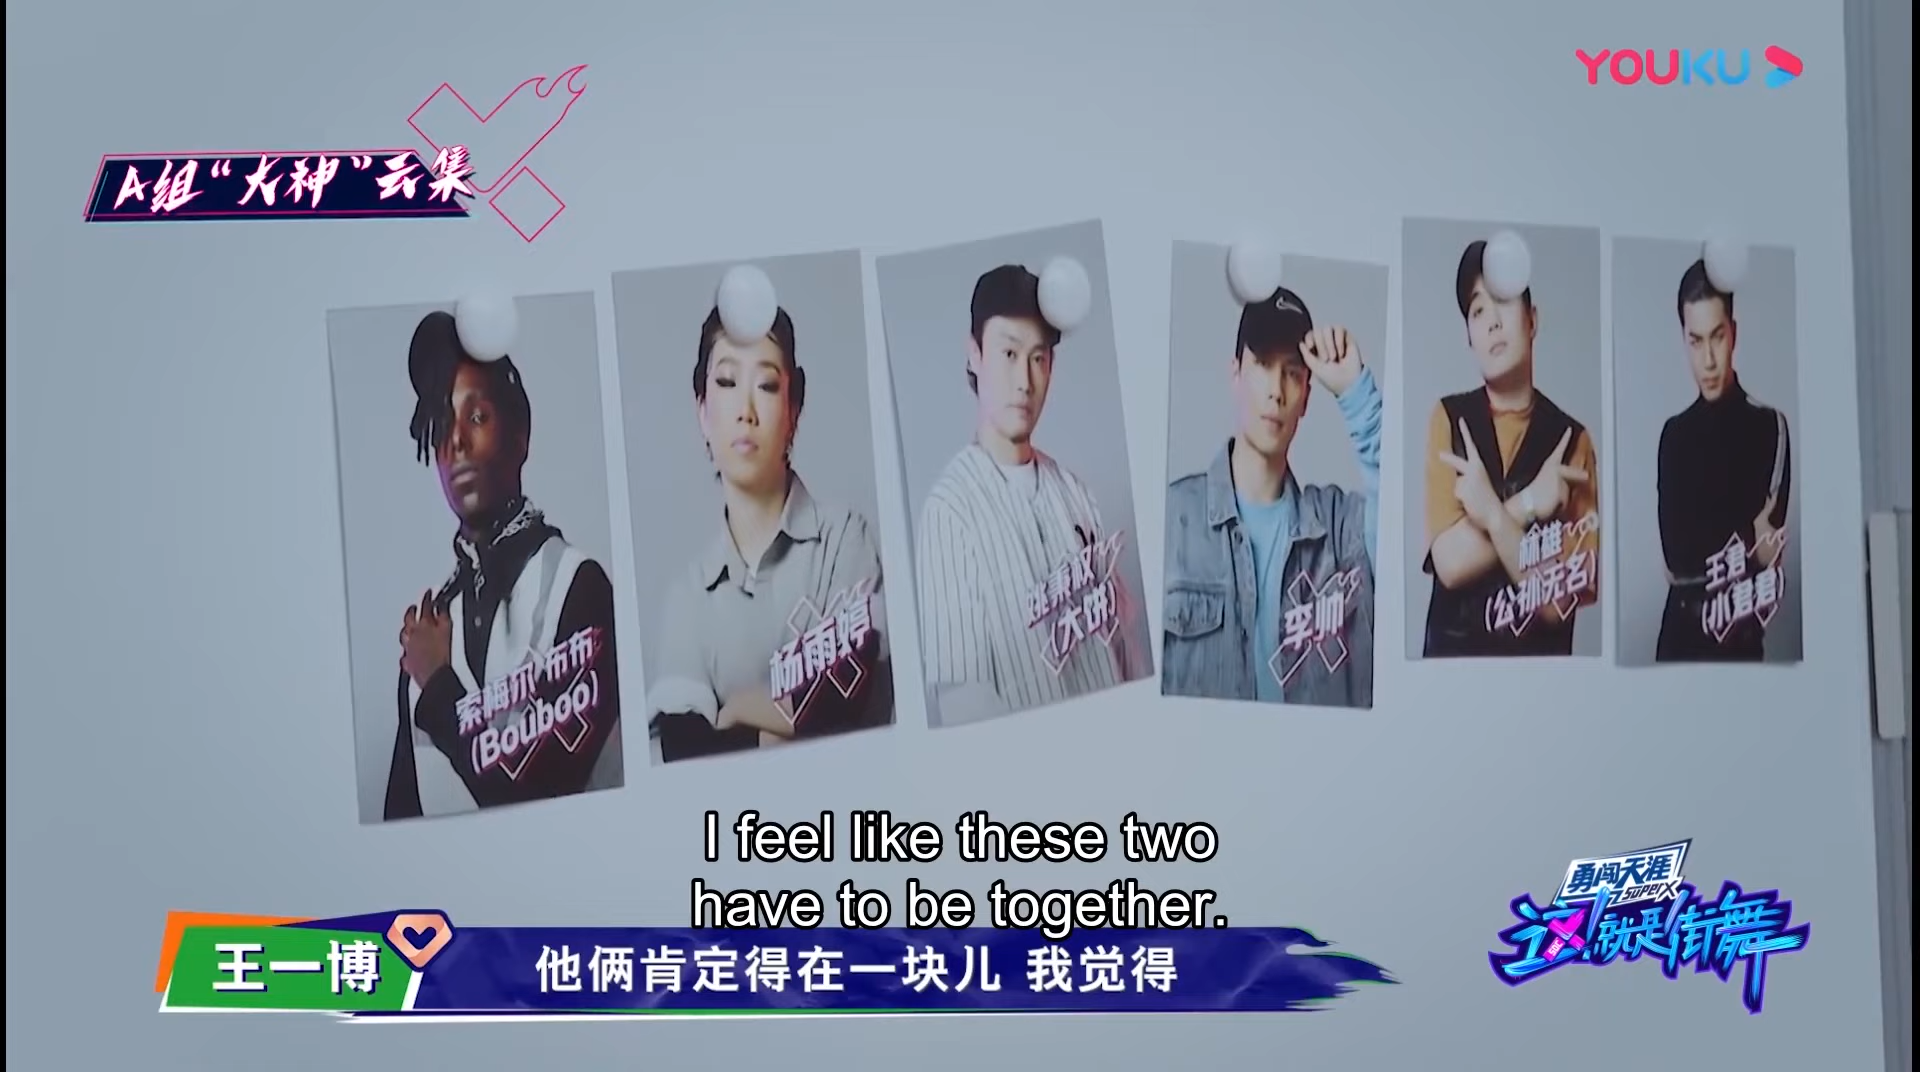 YOUKU
A组“大神”云集
索梅尔·布布
(Bouboo)
杨雨婷
姚秉权
(大饼)
李帅
林雄
(公孙无名)
王君
(小君君)
I feel like these two
have to be together.
王一博
他俩肯定得在一块儿 我觉得
勇闯天涯
superX
这！就是街舞